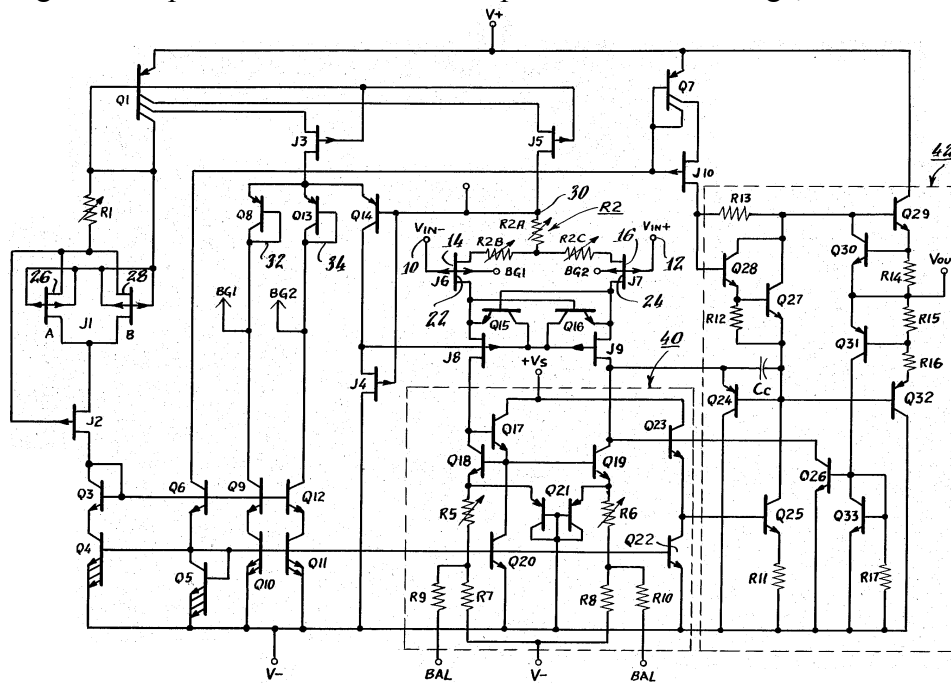 V+
Q1
Q7
J3
J5
J10
42
R13
Q29
R1
Q8
Q13
Q14
30
R2
R2A
VIN-
14
R2B
R2C
16
VIN+
Q30
R14
VOU
10
J6
BG1
BG2
J7
12
Q28
32
34
22
24
R12
Q27
R15
26
28
A
J1
B
BG1
BG2
Q15
Q16
Q31
R16
J8
J9
40
+VS
CC
J4
Q24
Q32
J2
Q17
Q23
Q18
Q19
Q26
Q3
Q6
Q9
Q12
Q21
R5
R6
Q33
Q25
Q4
Q22
Q5
Q10
Q11
Q20
R11
R17
R9
R7
R8
R10
V-
BAL
V-
BAL